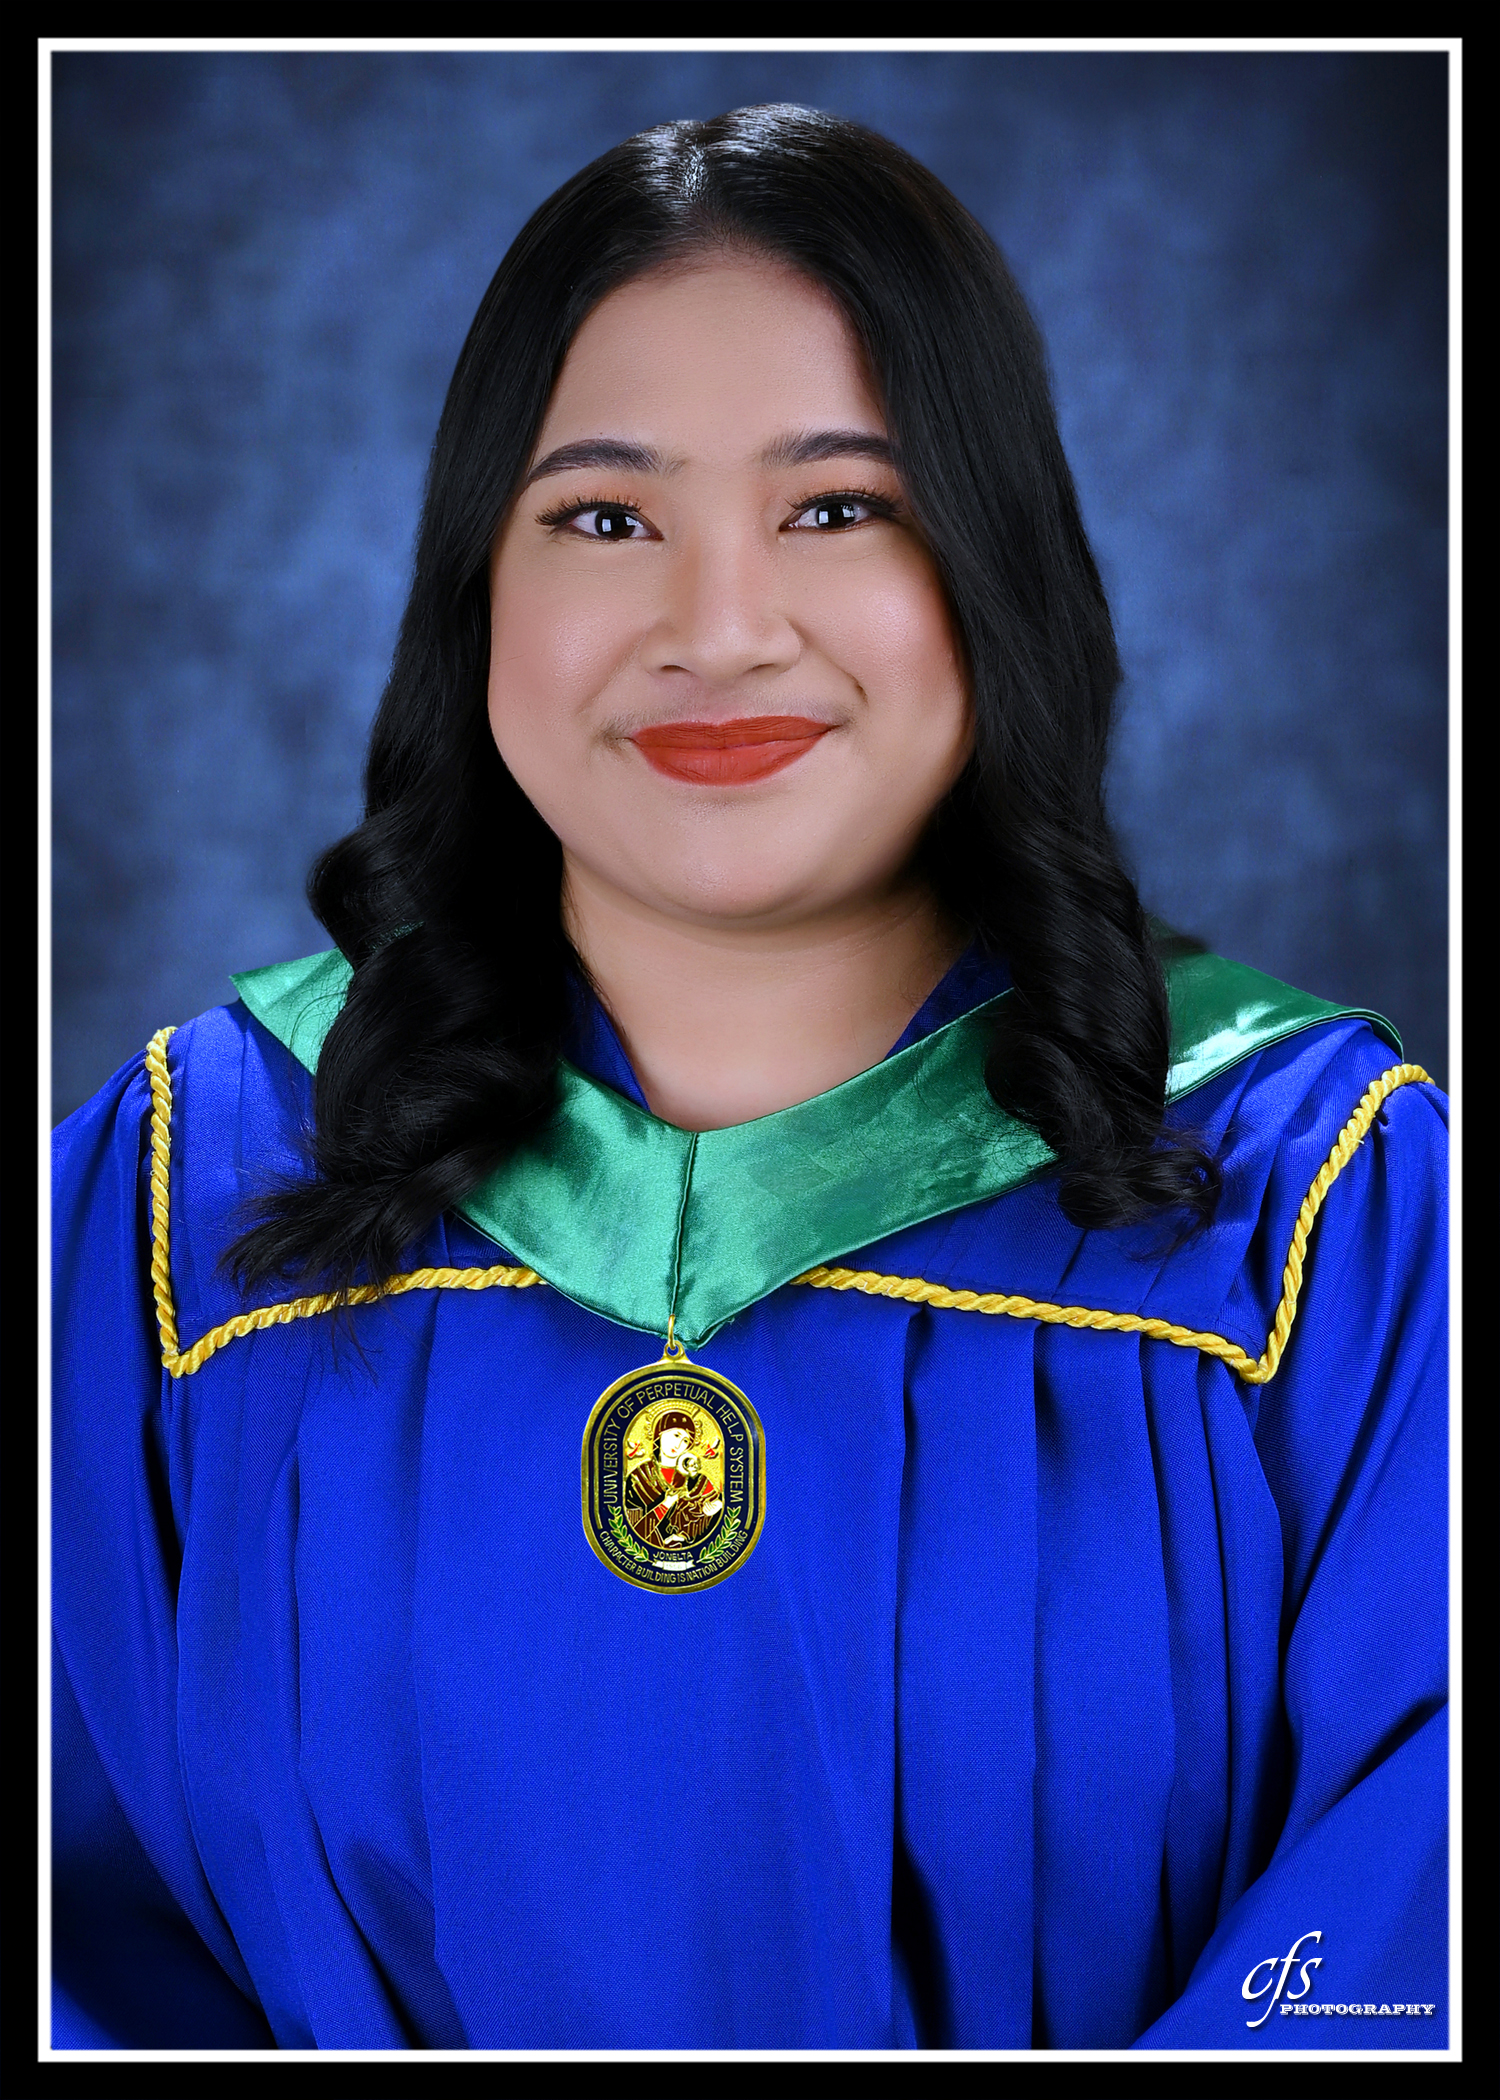 UNIVERSITY OF PERPETUAL HELP SYSTEM
JONELTA
CHARACTER BUILDING IS NATION BUILDING
cfs
PHOTOGRAPHY